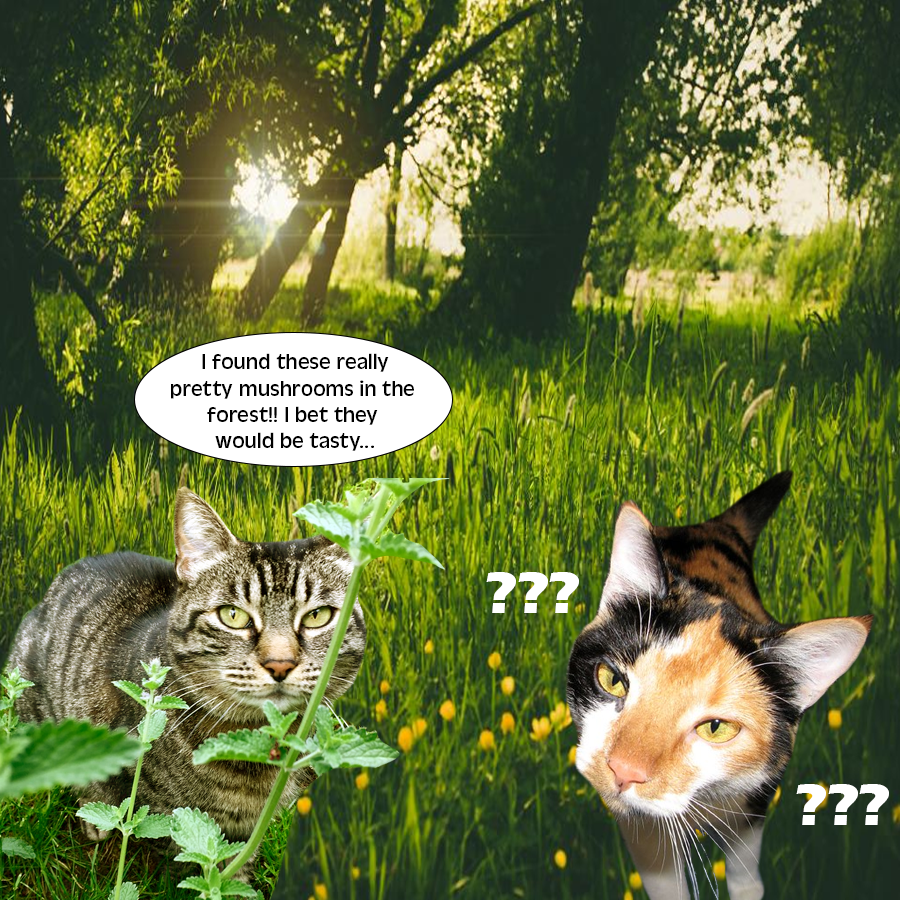 I found these really
pretty mushrooms in the
forest!! I bet they
would be tasty...
???
???